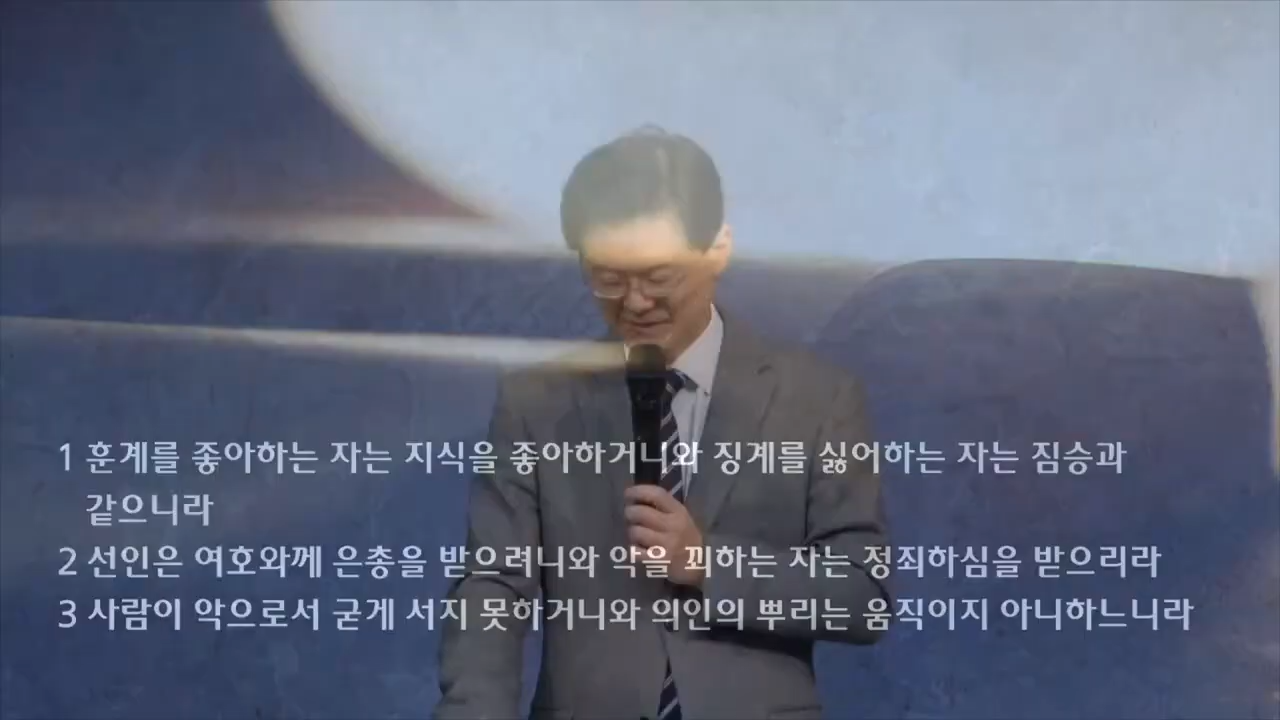 1 훈계를 좋아하는 자는 지식을 좋아하거니와 징계를 싫어하는 자는 짐승과
같으니라
2 선인은 여호와께 은총을 받으려니와 악을 꾀하는 자는 정죄하심을 받으리라
3 사람이 악으로서 굳게 서지 못하거니와 의인의 뿌리는 움직이지 아니하느니라